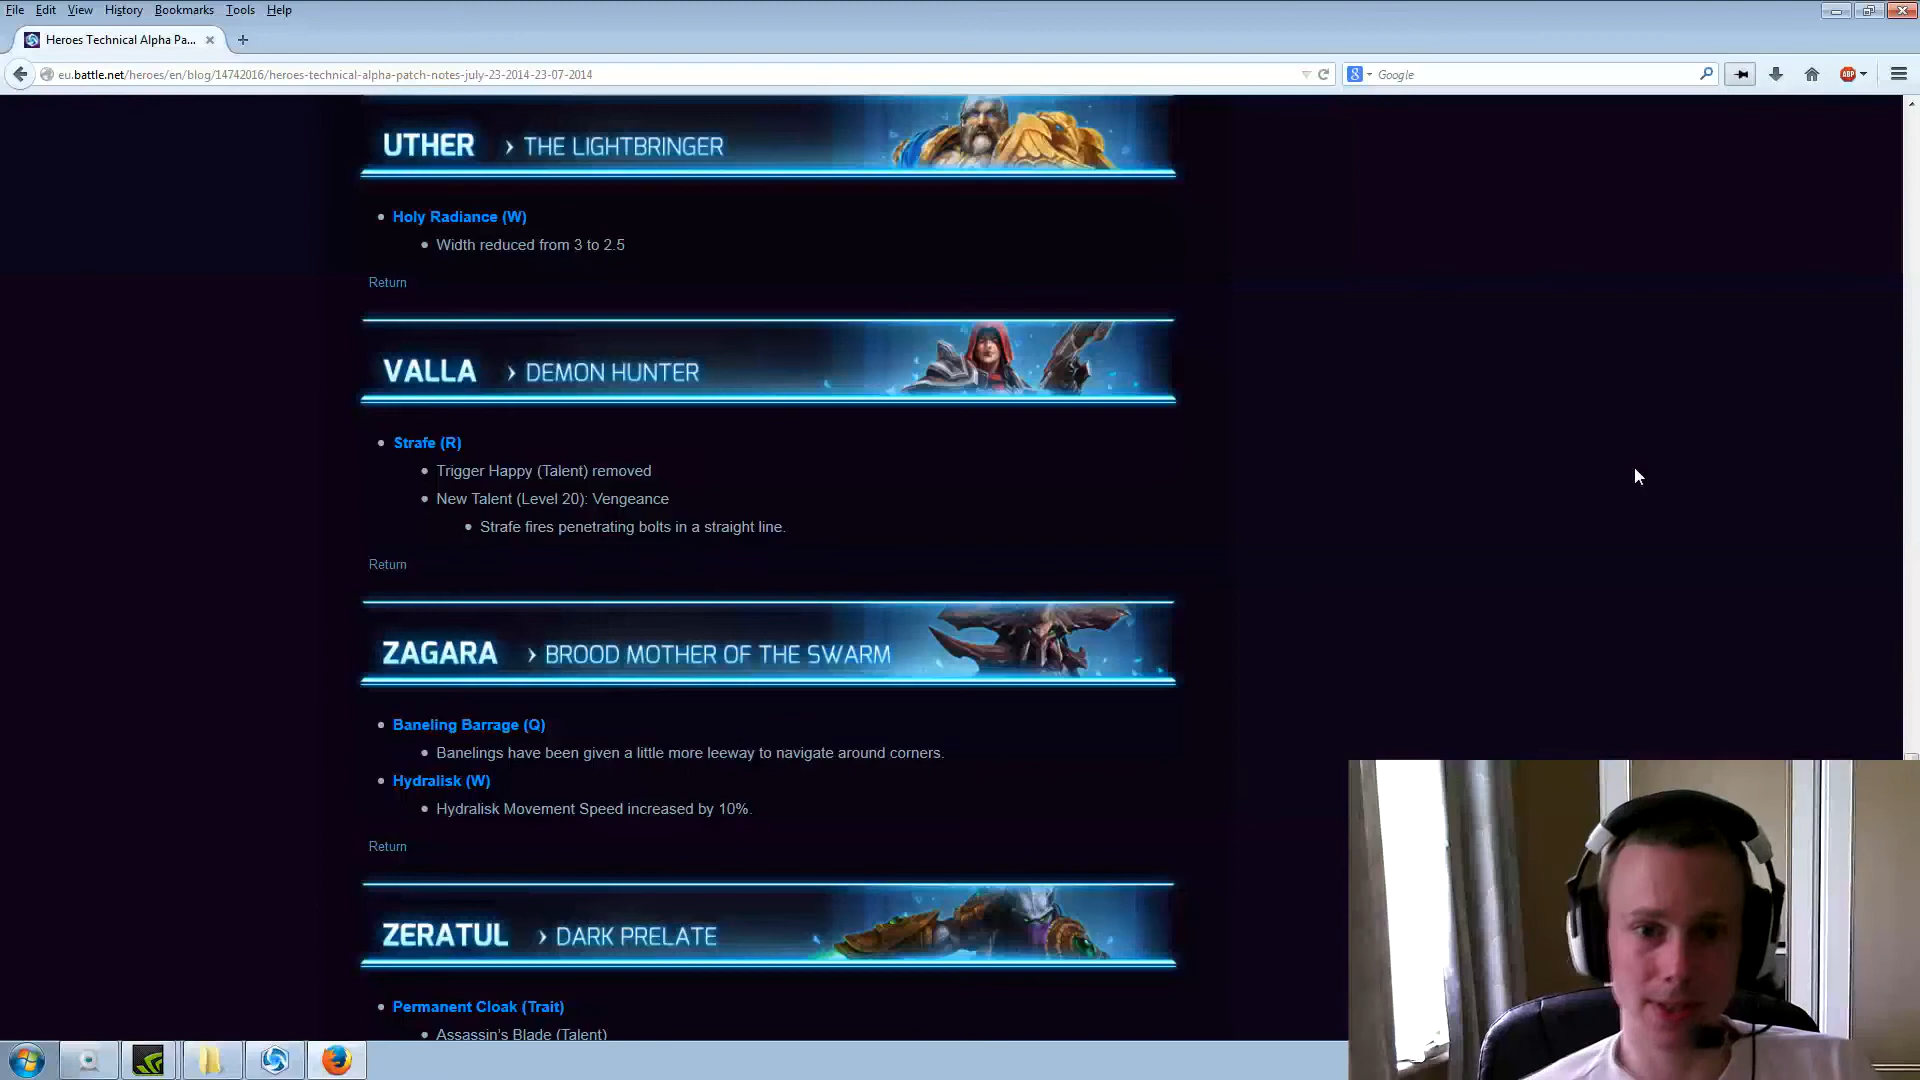 File Edit View History Bookmarks Tools Help
Heroes Technical Alpha Pa...
eu.battle.net/heroes/en/blog/14742016/heroes-technical-alpha-patch-notes-july-23-2014-23-07-2014
8 Google
ABP
UTHER › THE LIGHTBRINGER
Holy Radiance (W)
Width reduced from 3 to 2.5
Return
VALLA › DEMON HUNTER
Strafe (R)
Trigger Happy (Talent) removed
New Talent (Level 20): Vengeance
Strafe fires penetrating bolts in a straight line.
Return
ZAGARA › BROOD MOTHER OF THE SWARM
Baneling Barrage (Q)
Banelings have been given a little more leeway to navigate around corners.
Hydralisk (W)
Hydralisk Movement Speed increased by 10%.
Return
ZERATUL › DARK PRELATE
Permanent Cloak (Trait)
Assassin's Blade (Talent)